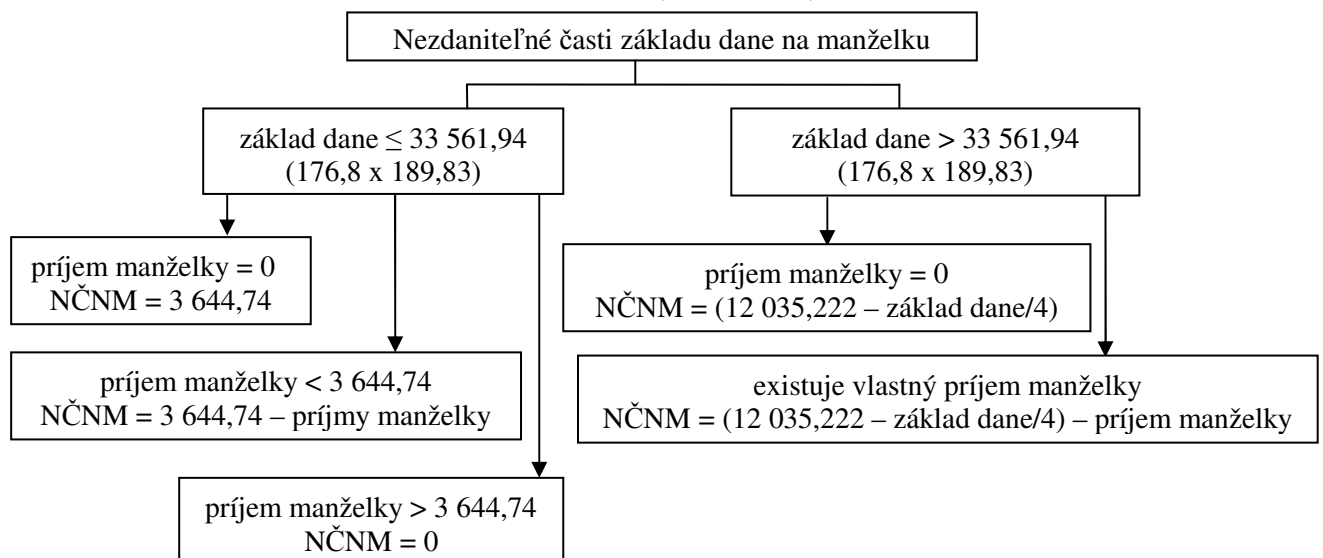 Nezdaniteľné časti základu dane na manželku
základ dane ≤ 33 561,94
(176,8 x 189,83)
základ dane > 33 561,94
(176,8 x 189,83)
príjem manželky = 0
NČNM = 3 644,74
príjem manželky = 0
NČNM = (12 035,222 – základ dane/4)
príjem manželky < 3 644,74
NČNM = 3 644,74 – príjmy manželky
existuje vlastný príjem manželky
NČNM = (12 035,222 – základ dane/4) – príjem manželky
príjem manželky > 3 644,74
NČNM = 0